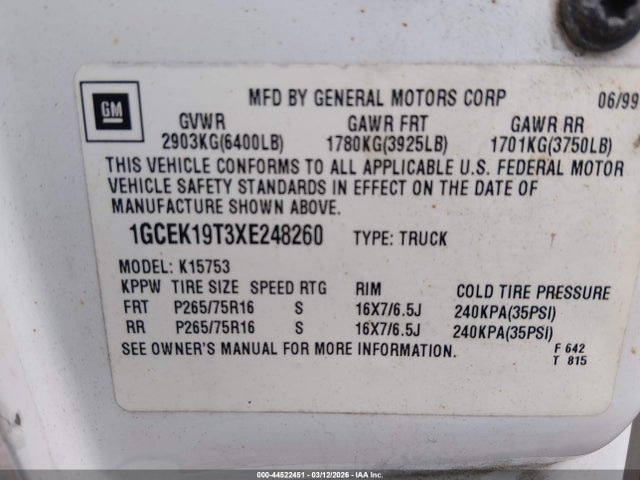 GM
MFD BY GENERAL MOTORS CORP 06/99
GVWR GAWR FRT GAWR RR
2903KG(6400LB) 1780KG(3925LB) 1701KG(3750LB)
THIS VEHICLE CONFORMS TO ALL APPLICABLE U.S. FEDERAL MOTOR
VEHICLE SAFETY STANDARDS IN EFFECT ON THE DATE OF
MANUFACTURE SHOWN ABOVE.
1GCEK19T3XE248260 TYPE: TRUCK
MODEL: K15753
KPPW TIRE SIZE SPEED RTG RIM COLD TIRE PRESSURE
FRT P265/75R16 S 16X7/6.5J 240KPA(35PSI)
RR P265/75R16 S 16X7/6.5J 240KPA(35PSI)
SEE OWNER'S MANUAL FOR MORE INFORMATION.
F 642
T 815
000-44522451 - 03/12/2026 - IAA Inc.